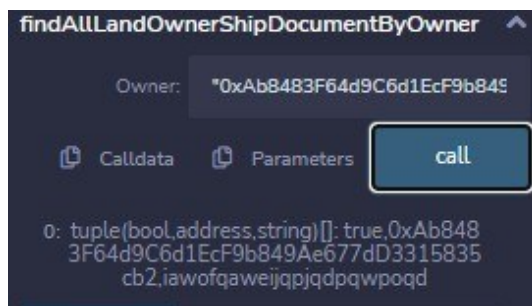 findAllLandOwnerShipDocumentByOwner
Owner: "0xAb8483F64d9C6d1EcF9b849
Calldata Parameters call
0: tuple(bool,address,string)[]: true,0xAb848
3F64d9C6d1EcF9b849Ae677dD3315835
cb2,iawofqaweijqpjqdpqwpoqd